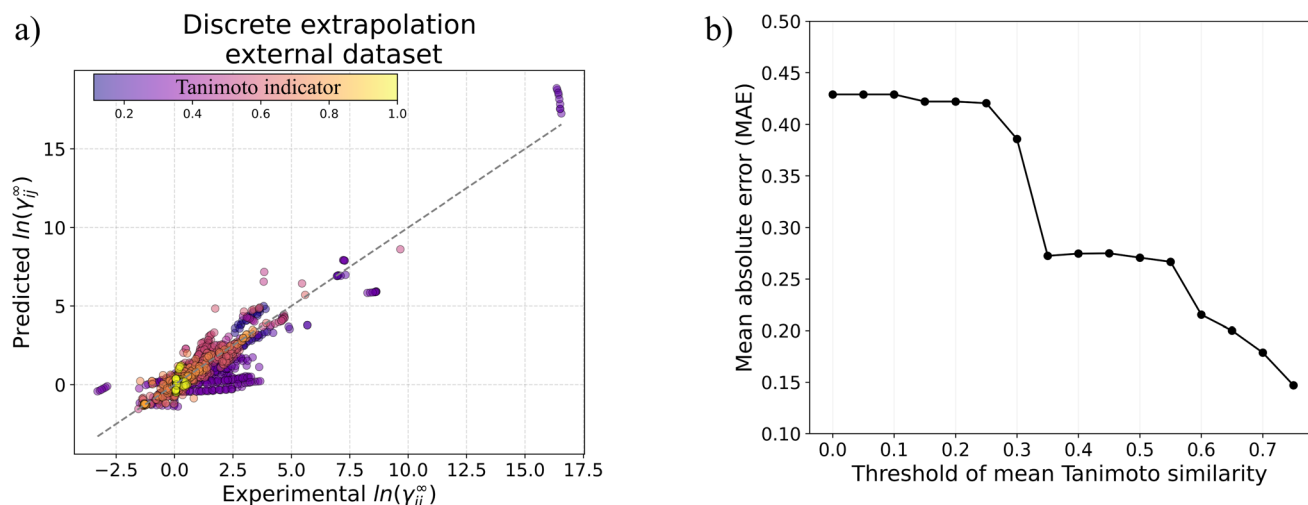 a)
Discrete extrapolation
external dataset
Tanimoto indicator
0.2 0.4 0.6 0.8 1.0
Predicted ln(γ∞ij)
15
10
5
0
−2.5 0.0 2.5 5.0 7.5 10.0 12.5 15.0 17.5
Experimental ln(γ∞ij)
b)
Mean absolute error (MAE)
0.50
0.45
0.40
0.35
0.30
0.25
0.20
0.15
0.10
0.0 0.1 0.2 0.3 0.4 0.5 0.6 0.7
Threshold of mean Tanimoto similarity